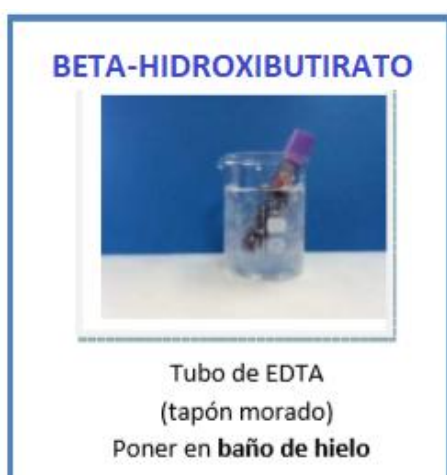 BETA-HIDROXIBUTIRATO
Tubo de EDTA
(tapón morado)
Poner en baño de hielo